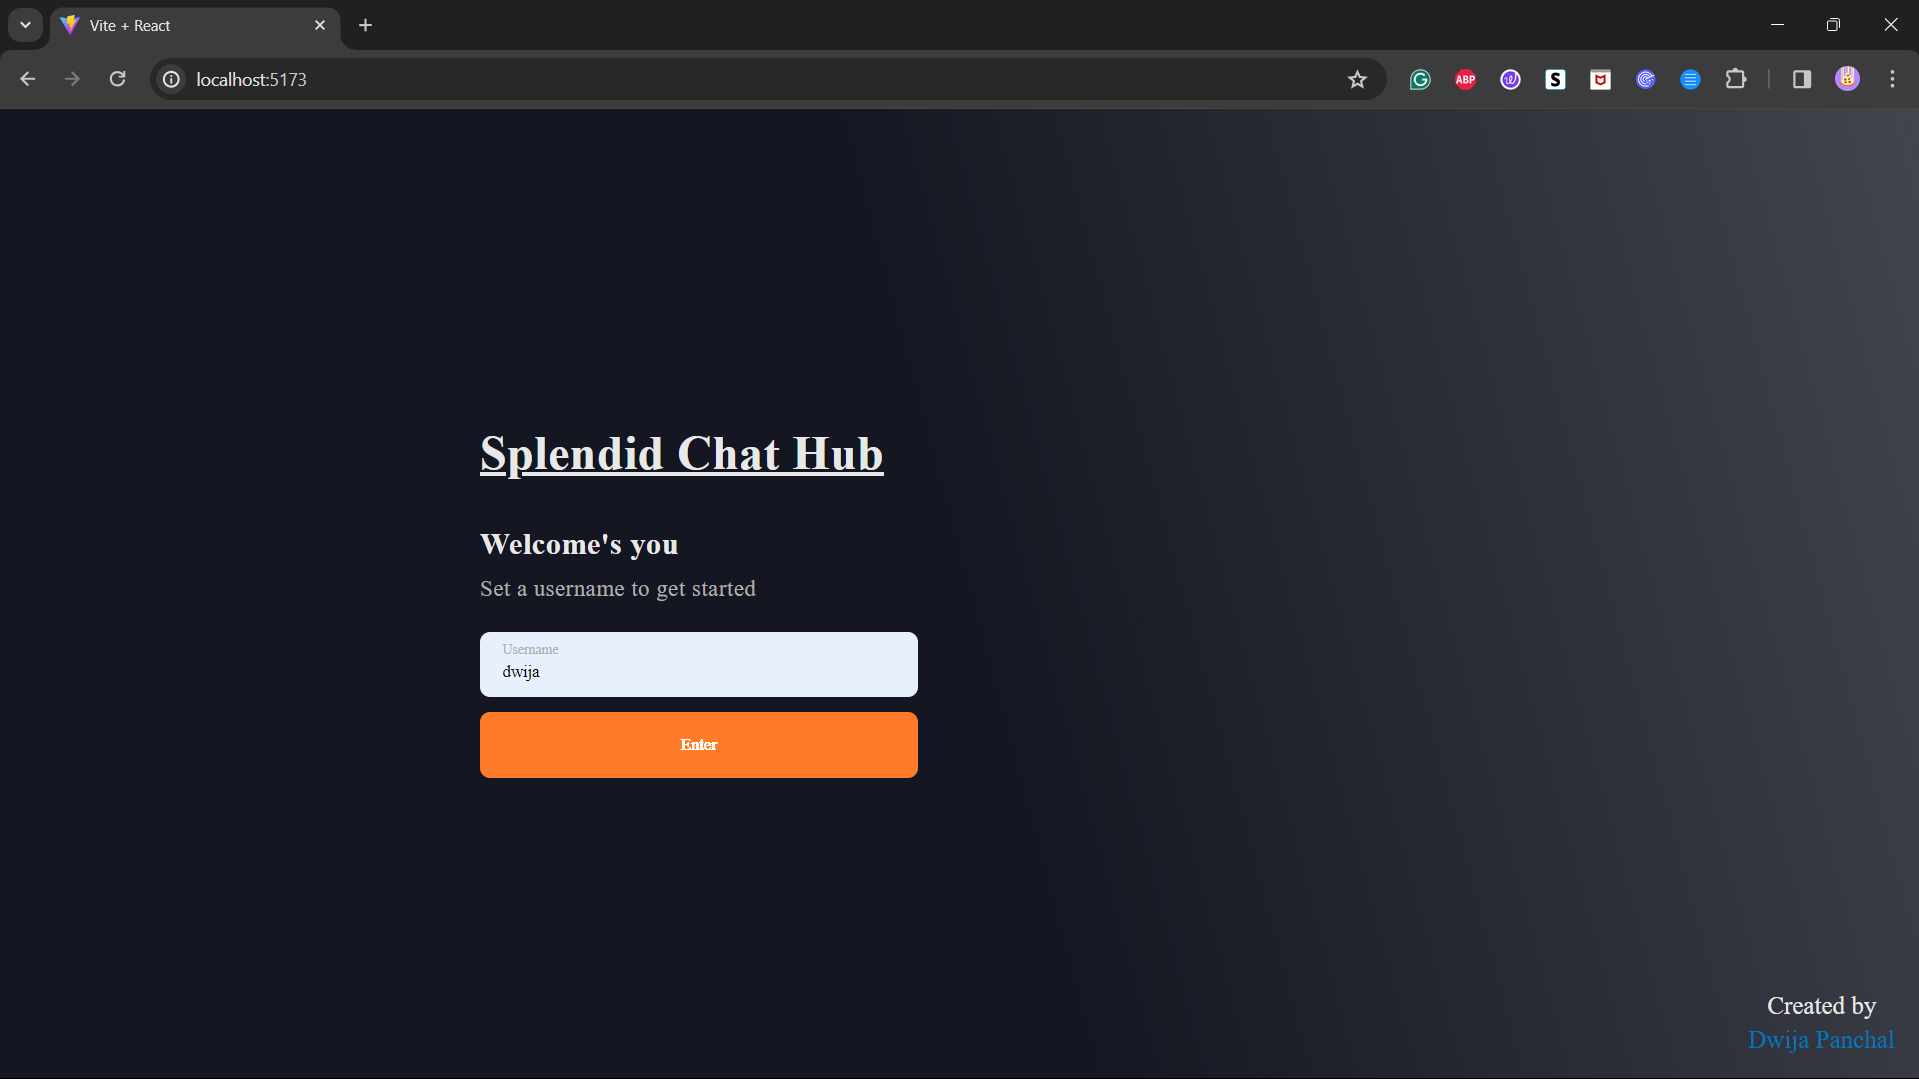 Vite + React
localhost:5173
ABP
S
Splendid Chat Hub
Welcome's you
Set a username to get started
Username
dwija
Enter
Created by
Dwija Panchal